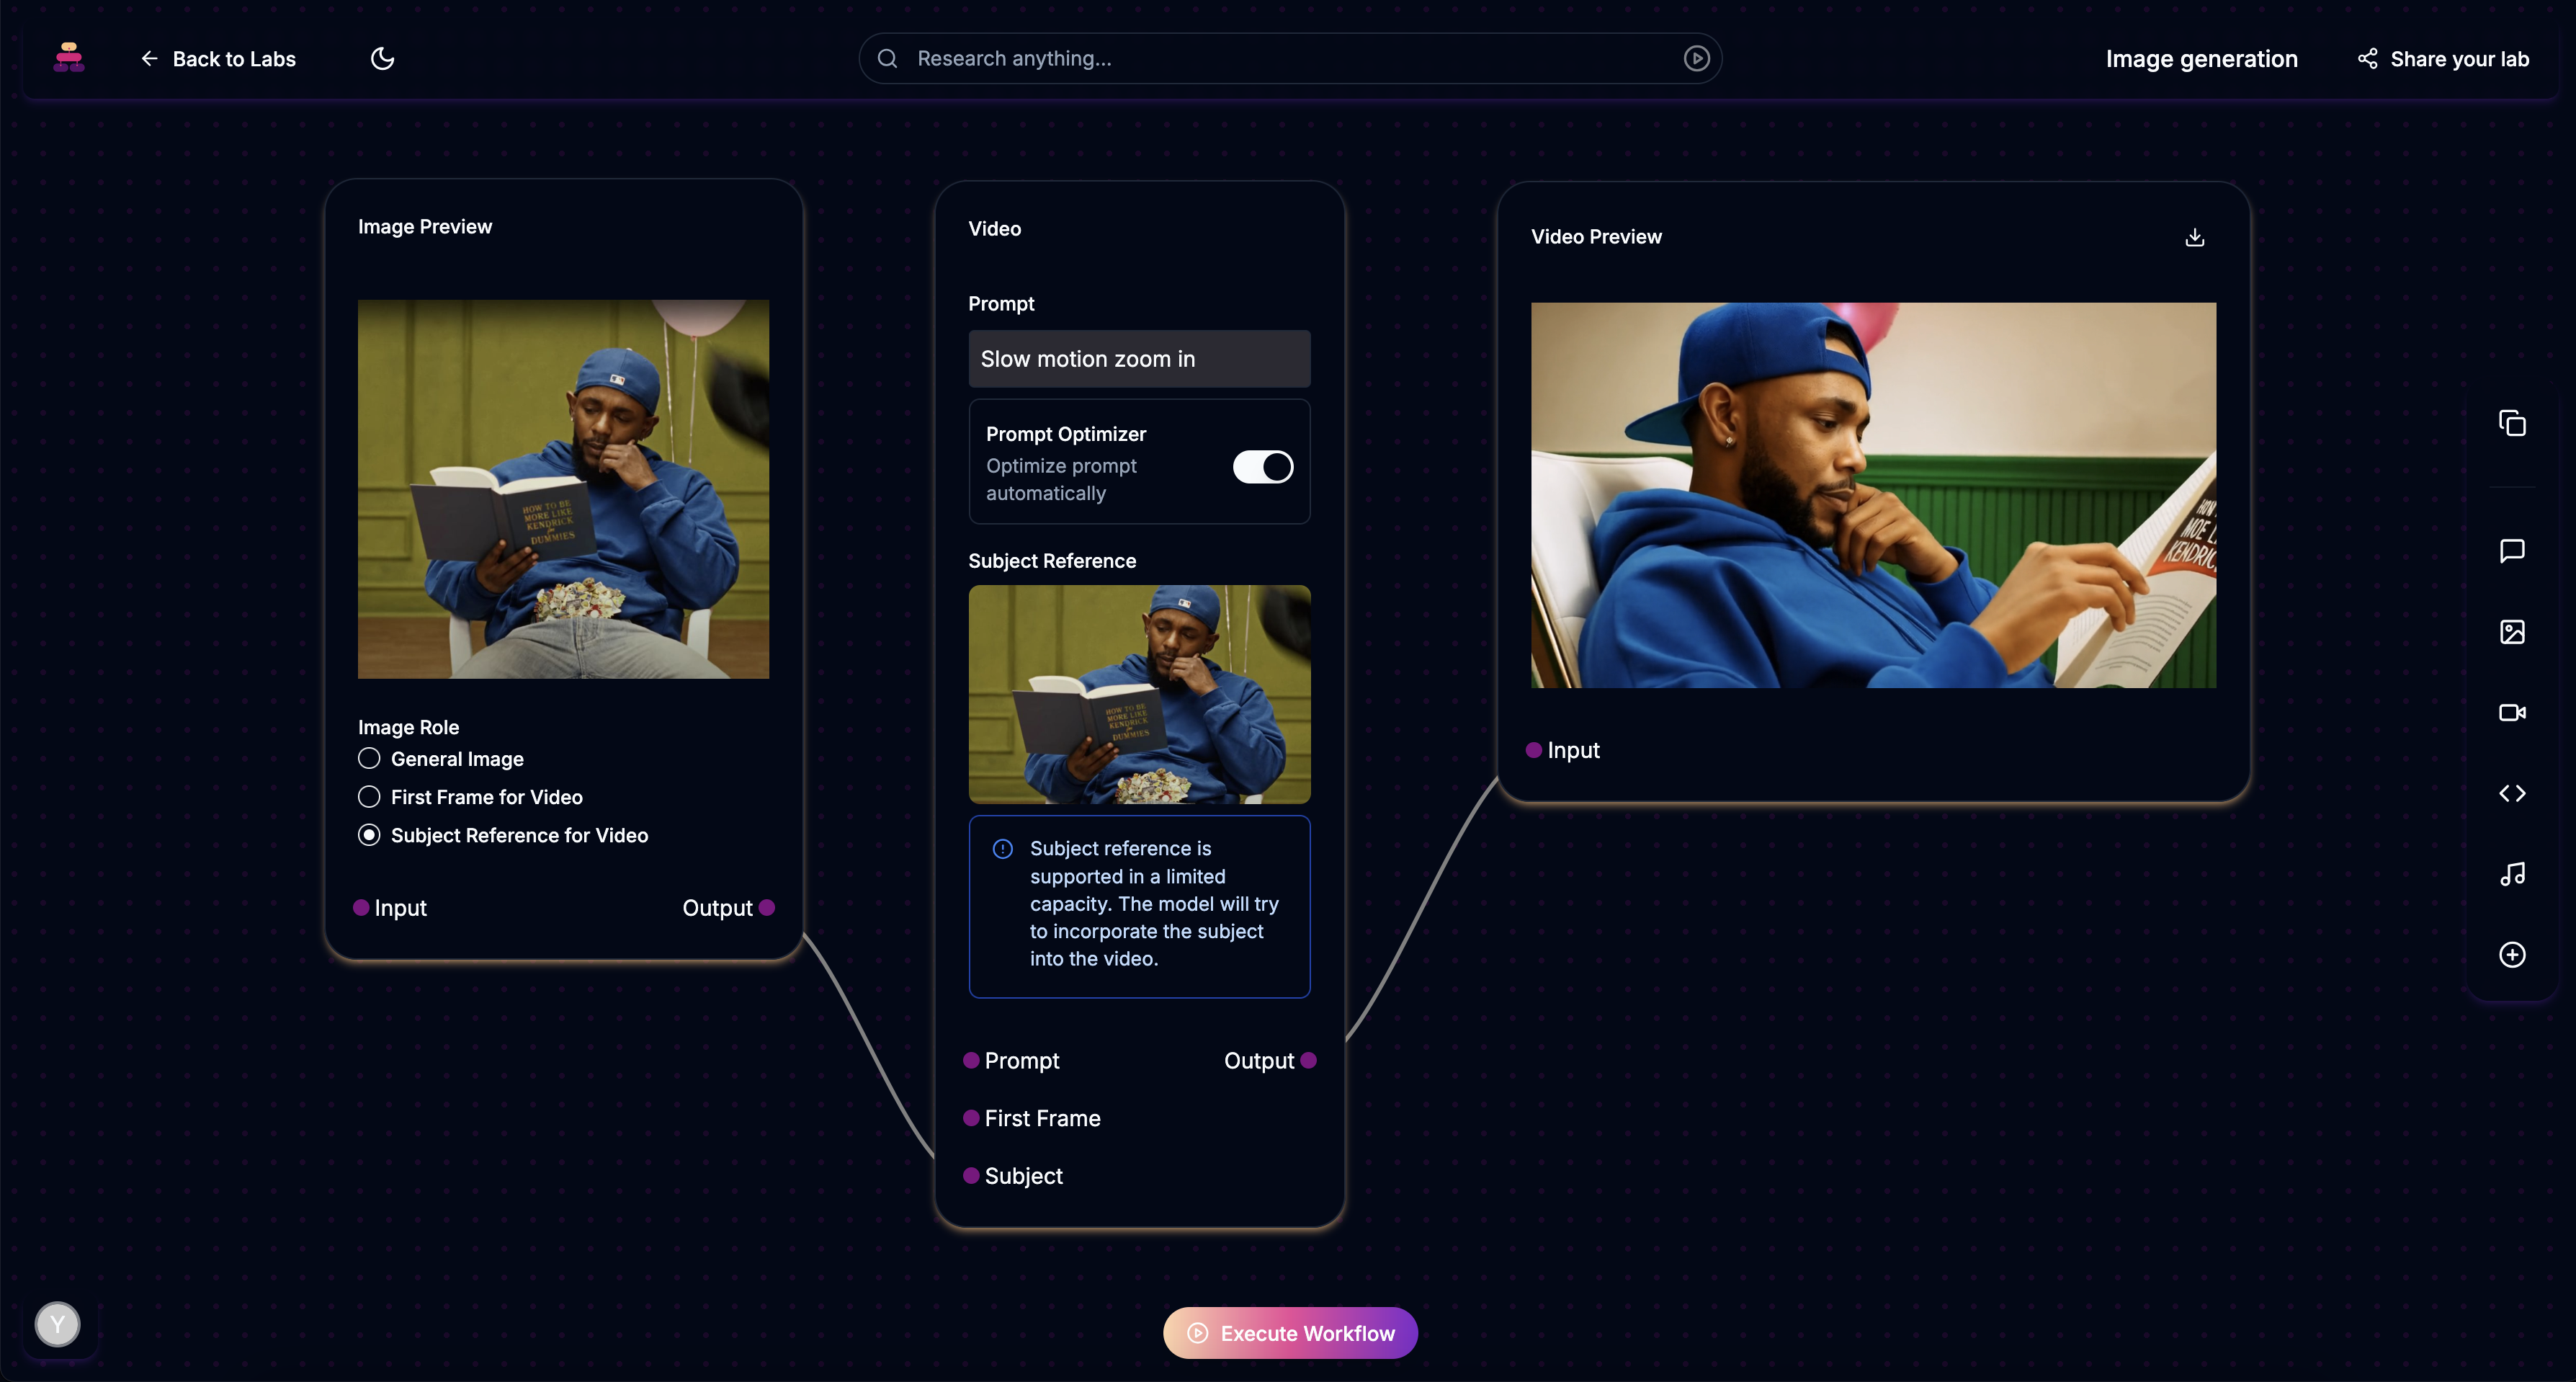 Back to Labs
Research anything...
Image generation
Share your lab
Image Preview
HOW TO BE
MORE LIKE
KENDRICK
for
DUMMIES
Image Role
General Image
First Frame for Video
Subject Reference for Video
Input
Output
Video
Prompt
Slow motion zoom in
Prompt Optimizer
Optimize prompt
automatically
Subject Reference
HOW TO BE
MORE LIKE
KENDRICK
for
DUMMIES
Subject reference is
supported in a limited
capacity. The model will try
to incorporate the subject
into the video.
Prompt
Output
First Frame
Subject
Video Preview
HOW
MOE L
KENDRIC
Input
Y
Execute Workflow